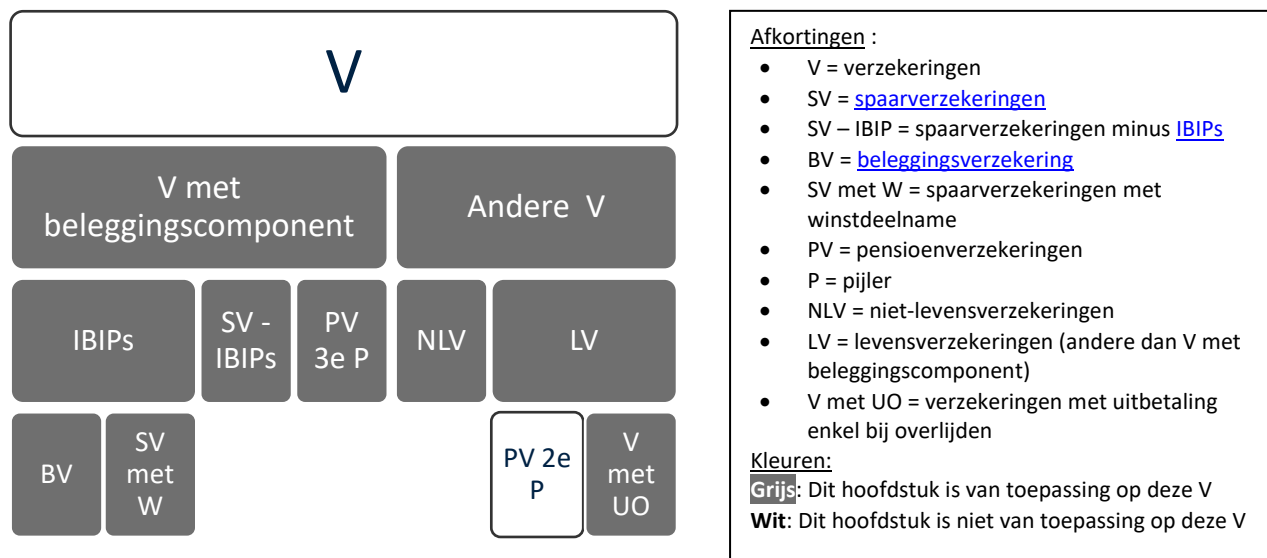 V
V met
beleggingscomponent
Andere V
IBIPs
SV -
IBIPs
PV
3e P
NLV
LV
BV
SV
met
W
PV 2e
P
V
met
UO
Afkortingen :
• V = verzekeringen
• SV = spaarverzekeringen
• SV – IBIP = spaarverzekeringen minus IBIPs
• BV = beleggingsverzekering
• SV met W = spaarverzekeringen met
winstdeelname
• PV = pensioenverzekeringen
• P = pijler
• NLV = niet-levensverzekeringen
• LV = levensverzekeringen (andere dan V met
beleggingscomponent)
• V met UO = verzekeringen met uitbetaling
enkel bij overlijden
Kleuren:
Grijs: Dit hoofdstuk is van toepassing op deze V
Wit: Dit hoofdstuk is niet van toepassing op deze V